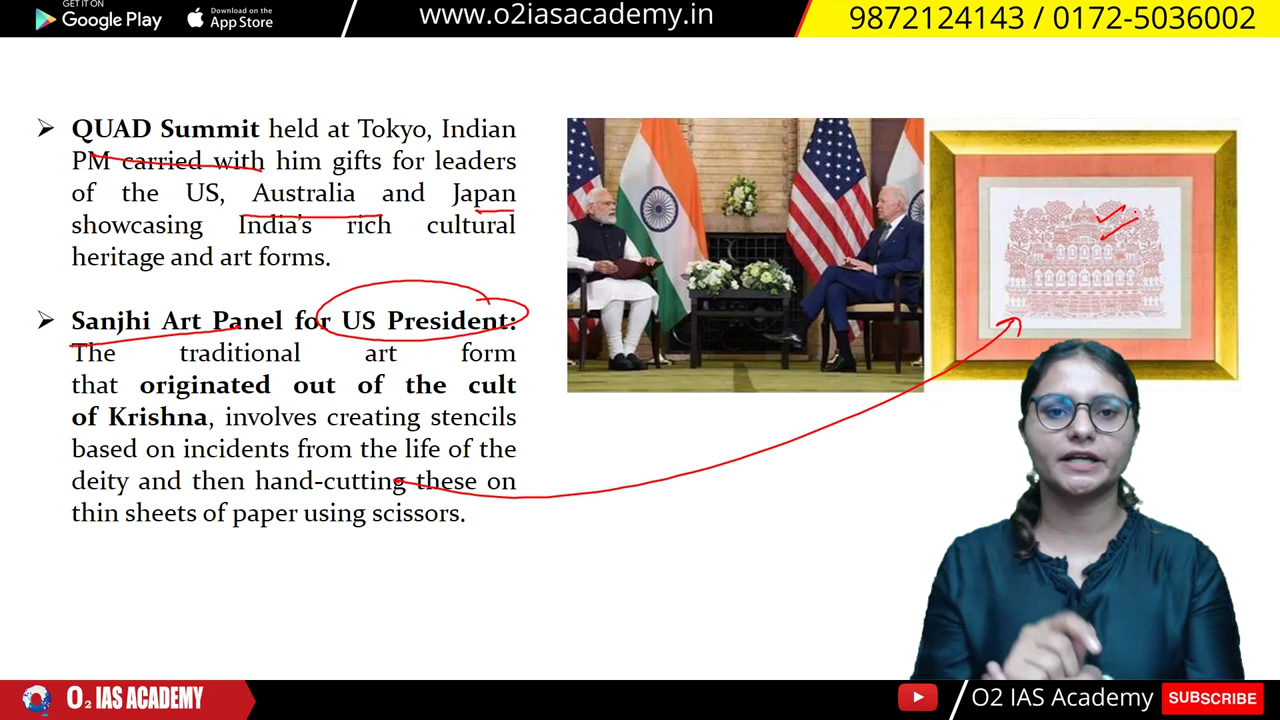 GET IT ON
Google Play
Download on the
App Store
www.o2iasacademy.in
9872124143 / 0172-5036002
➢ QUAD Summit held at Tokyo, Indian
PM carried with him gifts for leaders
of the US, Australia and Japan
showcasing India's rich cultural
heritage and art forms.
➢ Sanjhi Art Panel for US President:
The traditional art form
that originated out of the cult
of Krishna, involves creating stencils
based on incidents from the life of the
deity and then hand-cutting these on
thin sheets of paper using scissors.
O₂ IAS ACADEMY
O2 IAS Academy
SUBSCRIBE